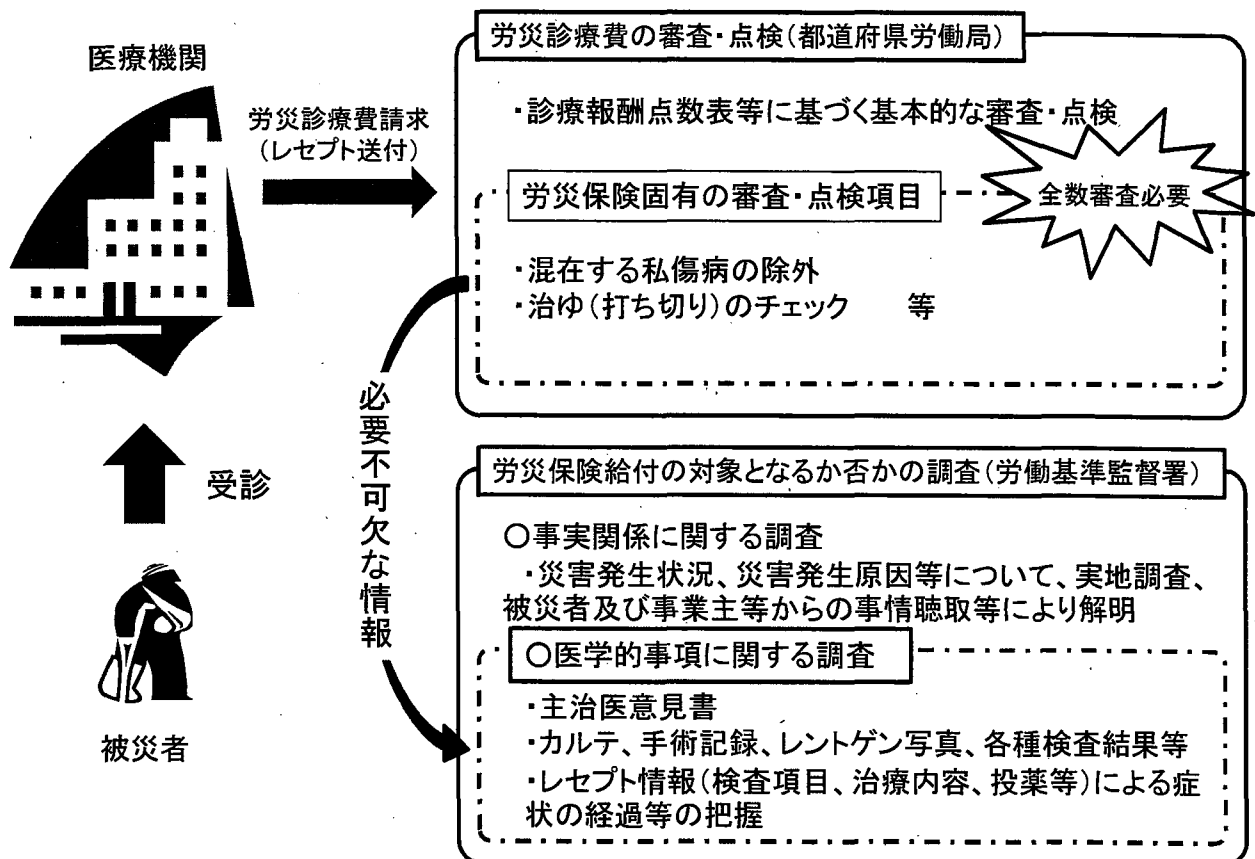 医療機関
労災診療費請求
(レセプト送付)
受診
被災者
労災診療費の審査・点検(都道府県労働局)
・診療報酬点数表等に基づく基本的な審査・点検
全数審査必要
労災保険固有の審査・点検項目
・混在する私傷病の除外
・治ゆ(打ち切り)のチェック 等
必要不可欠な情報
労災保険給付の対象となるか否かの調査(労働基準監督署)
○事実関係に関する調査
・災害発生状況、災害発生原因等について、実地調査、
被災者及び事業主等からの事情聴取等により解明
○医学的事項に関する調査
・主治医意見書
・カルテ、手術記録、レントゲン写真、各種検査結果等
・レセプト情報(検査項目、治療内容、投薬等)による症
状の経過等の把握